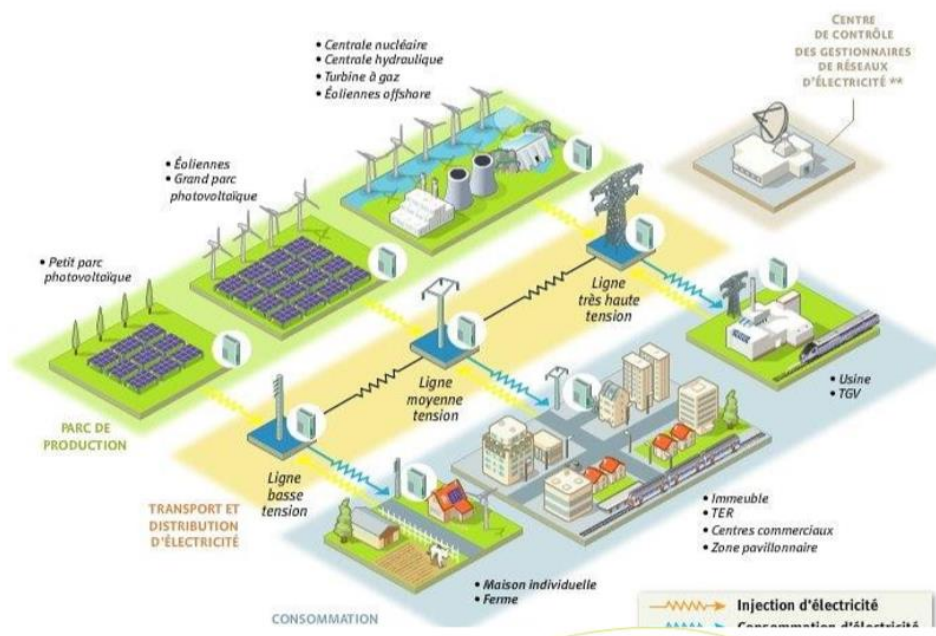 CENTRE
DE CONTRÔLE
DES GESTIONNAIRES
DE RÉSEAUX
D'ÉLECTRICITÉ **
• Centrale nucléaire
• Centrale hydraulique
• Turbine à gaz
• Éoliennes offshore
• Éoliennes
• Grand parc
photovoltaïque
• Petit parc
photovoltaïque
Ligne
très haute
tension
Ligne
moyenne
tension
Ligne
basse
tension
• Usine
• TGV
PARC DE
PRODUCTION
TRANSPORT ET
DISTRIBUTION
D'ÉLECTRICITÉ
• Immeuble
• TER
• Centres commerciaux
• Zone pavillonnaire
• Maison individuelle
• Ferme
CONSOMMATION
Injection d'électricité
Consommation d'électricité